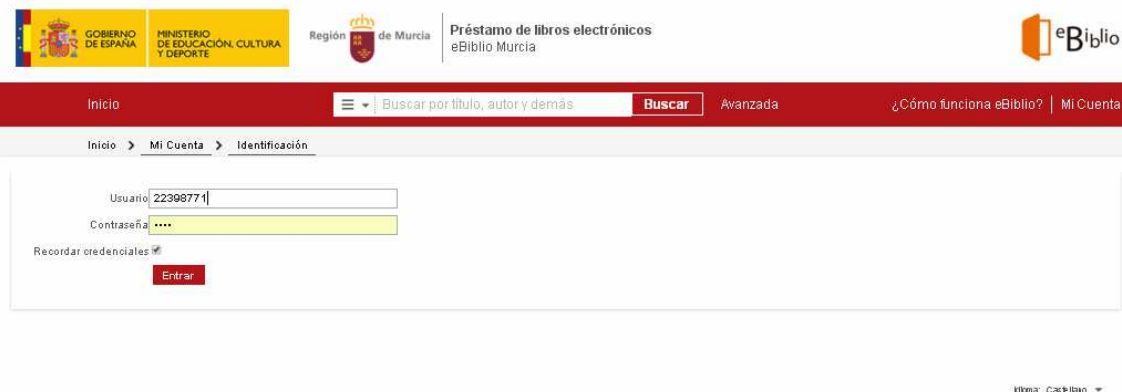 GOBIERNO DE ESPAÑA
MINISTERIO DE EDUCACIÓN, CULTURA Y DEPORTE
Región de Murcia
Préstamo de libros electrónicos
eBiblio Murcia
eBiblio
Inicio
Buscar por título, autor y demás
Buscar
Avanzada
¿Cómo funciona eBiblio? | Mi Cuenta
Inicio > Mi Cuenta > Identificación
Usuario 22398771
Contraseña ····
Recordar credenciales
Entrar
Idioma: Castellano